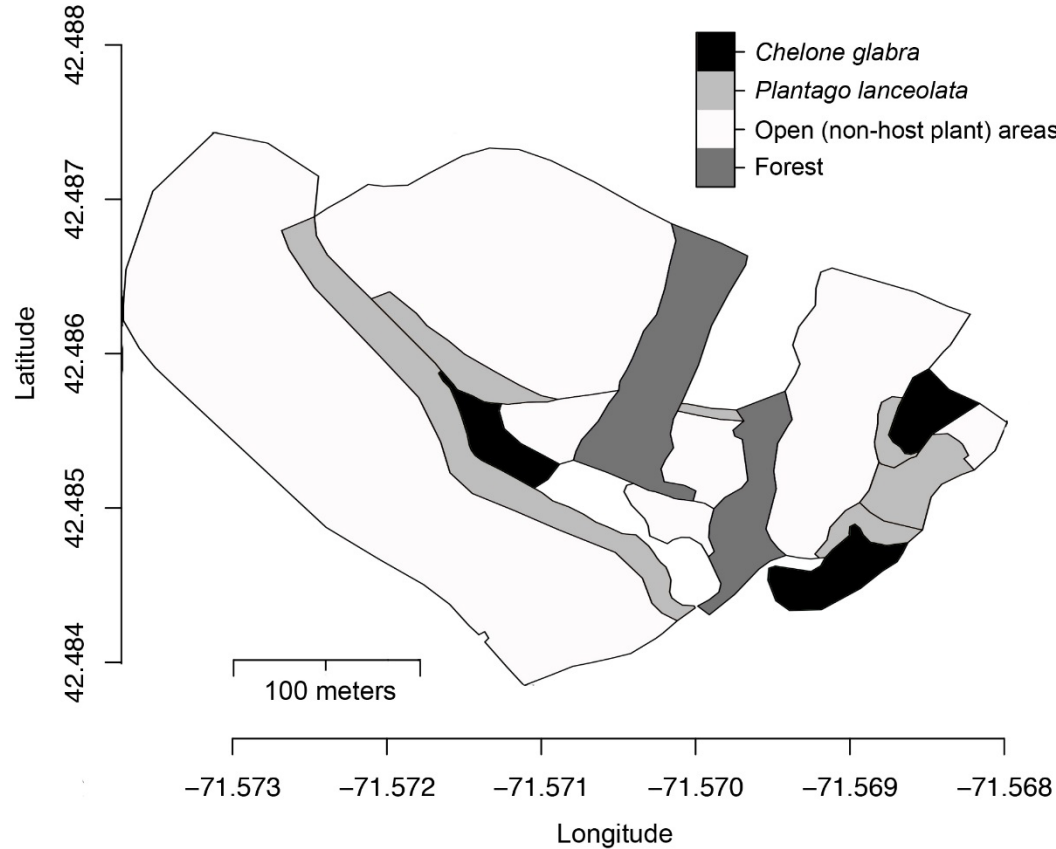 42.488
42.487
42.486
42.485
42.484
Latitude
Chelone glabra
Plantago lanceolata
Open (non-host plant) areas
Forest
100 meters
−71.573
−71.572
−71.571
−71.570
−71.569
−71.568
Longitude